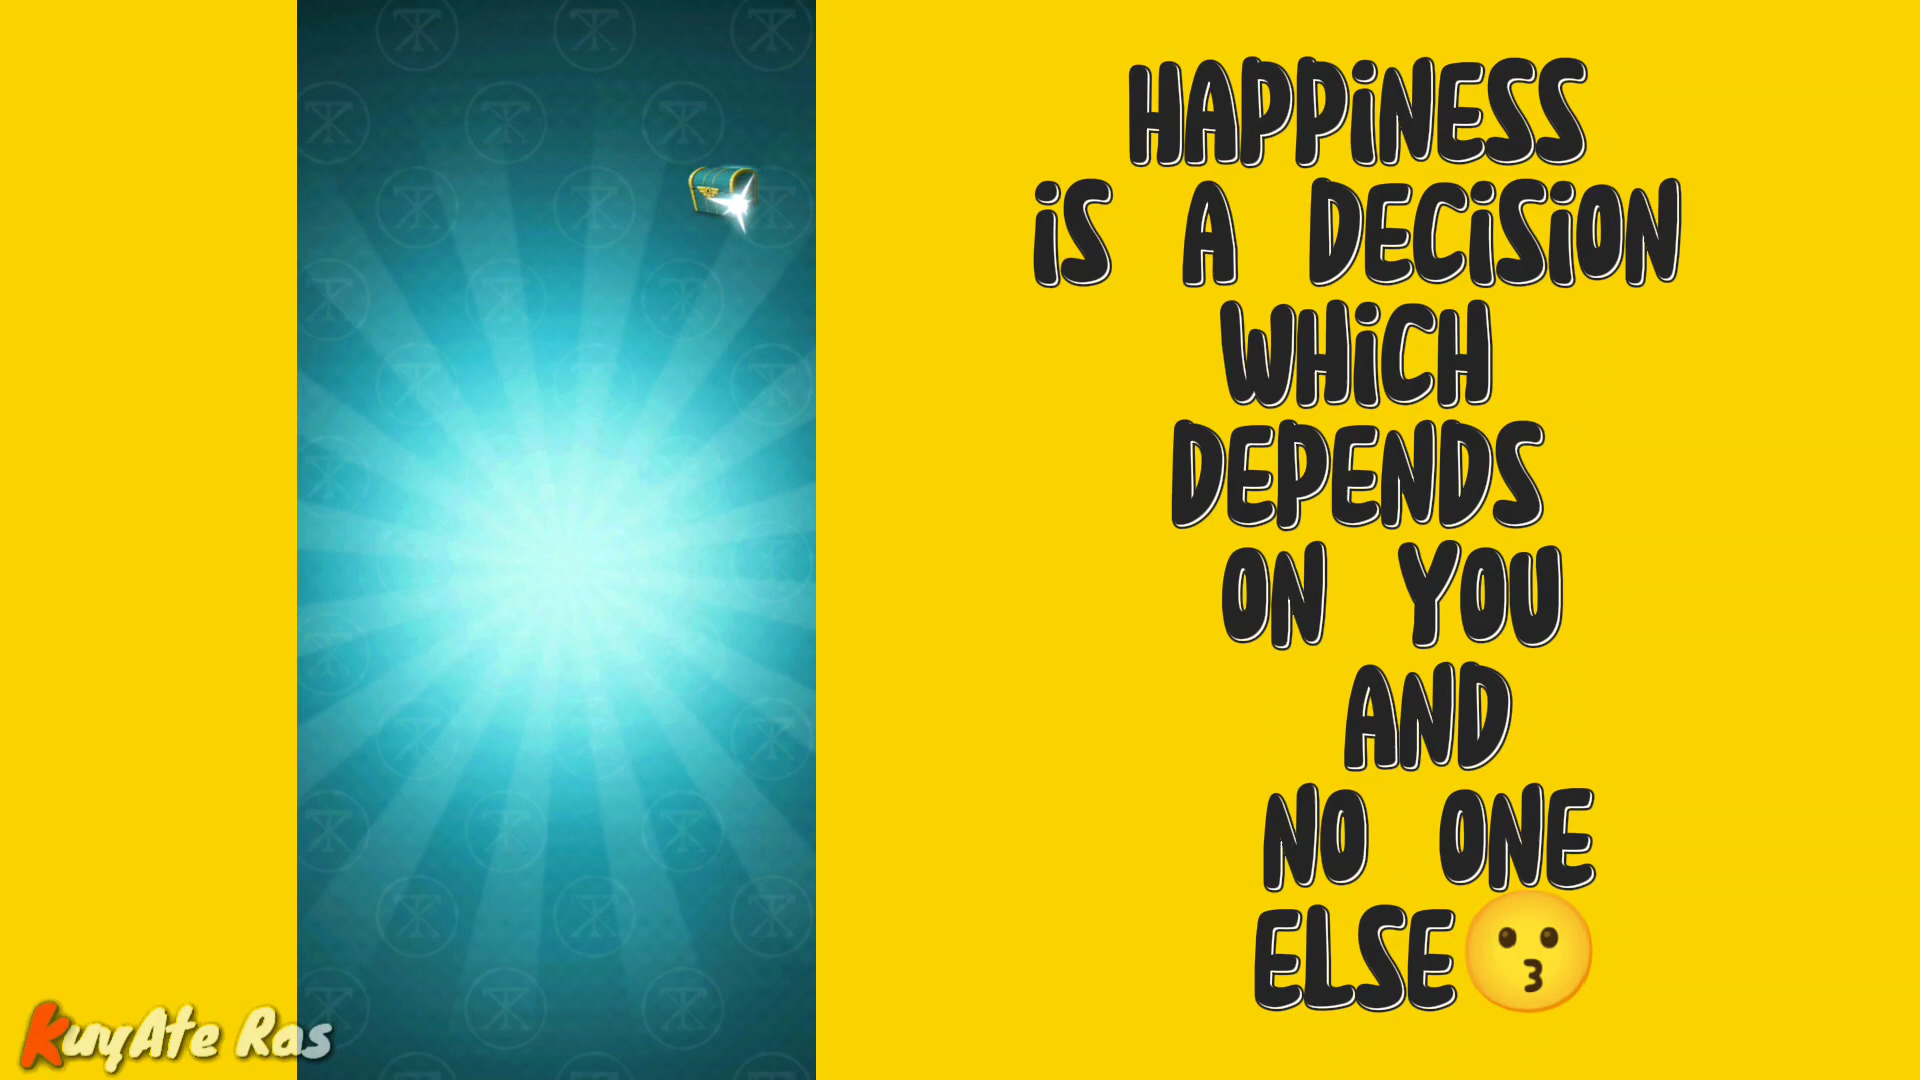 HAPPiNESS
iS A DECiSiON
WHiCH
DEPENDS
ON YOU
AND
NO ONE
ELSE😗
KuyAte Ras